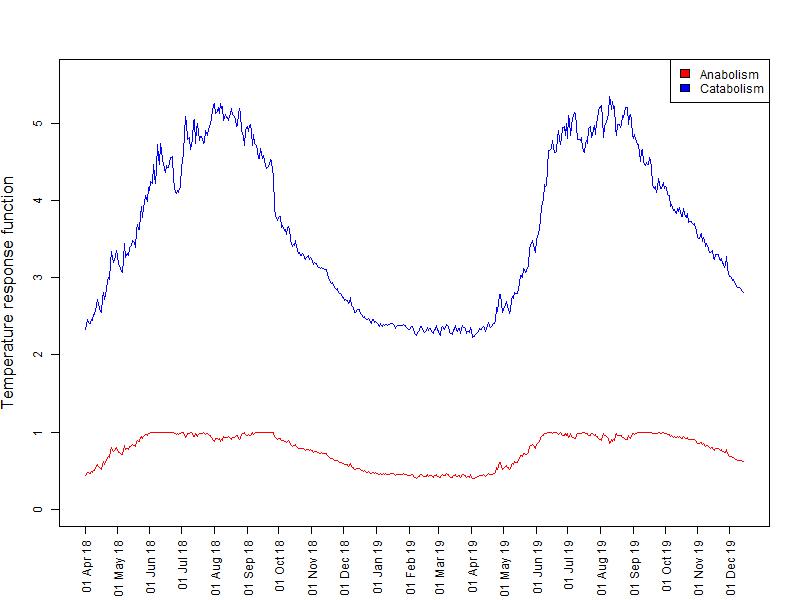 Anabolism
Catabolism
Temperature response function
5
4
3
2
1
0
01 Apr 18
01 May 18
01 Jun 18
01 Jul 18
01 Aug 18
01 Sep 18
01 Oct 18
01 Nov 18
01 Dec 18
01 Jan 19
01 Feb 19
01 Mar 19
01 Apr 19
01 May 19
01 Jun 19
01 Jul 19
01 Aug 19
01 Sep 19
01 Oct 19
01 Nov 19
01 Dec 19